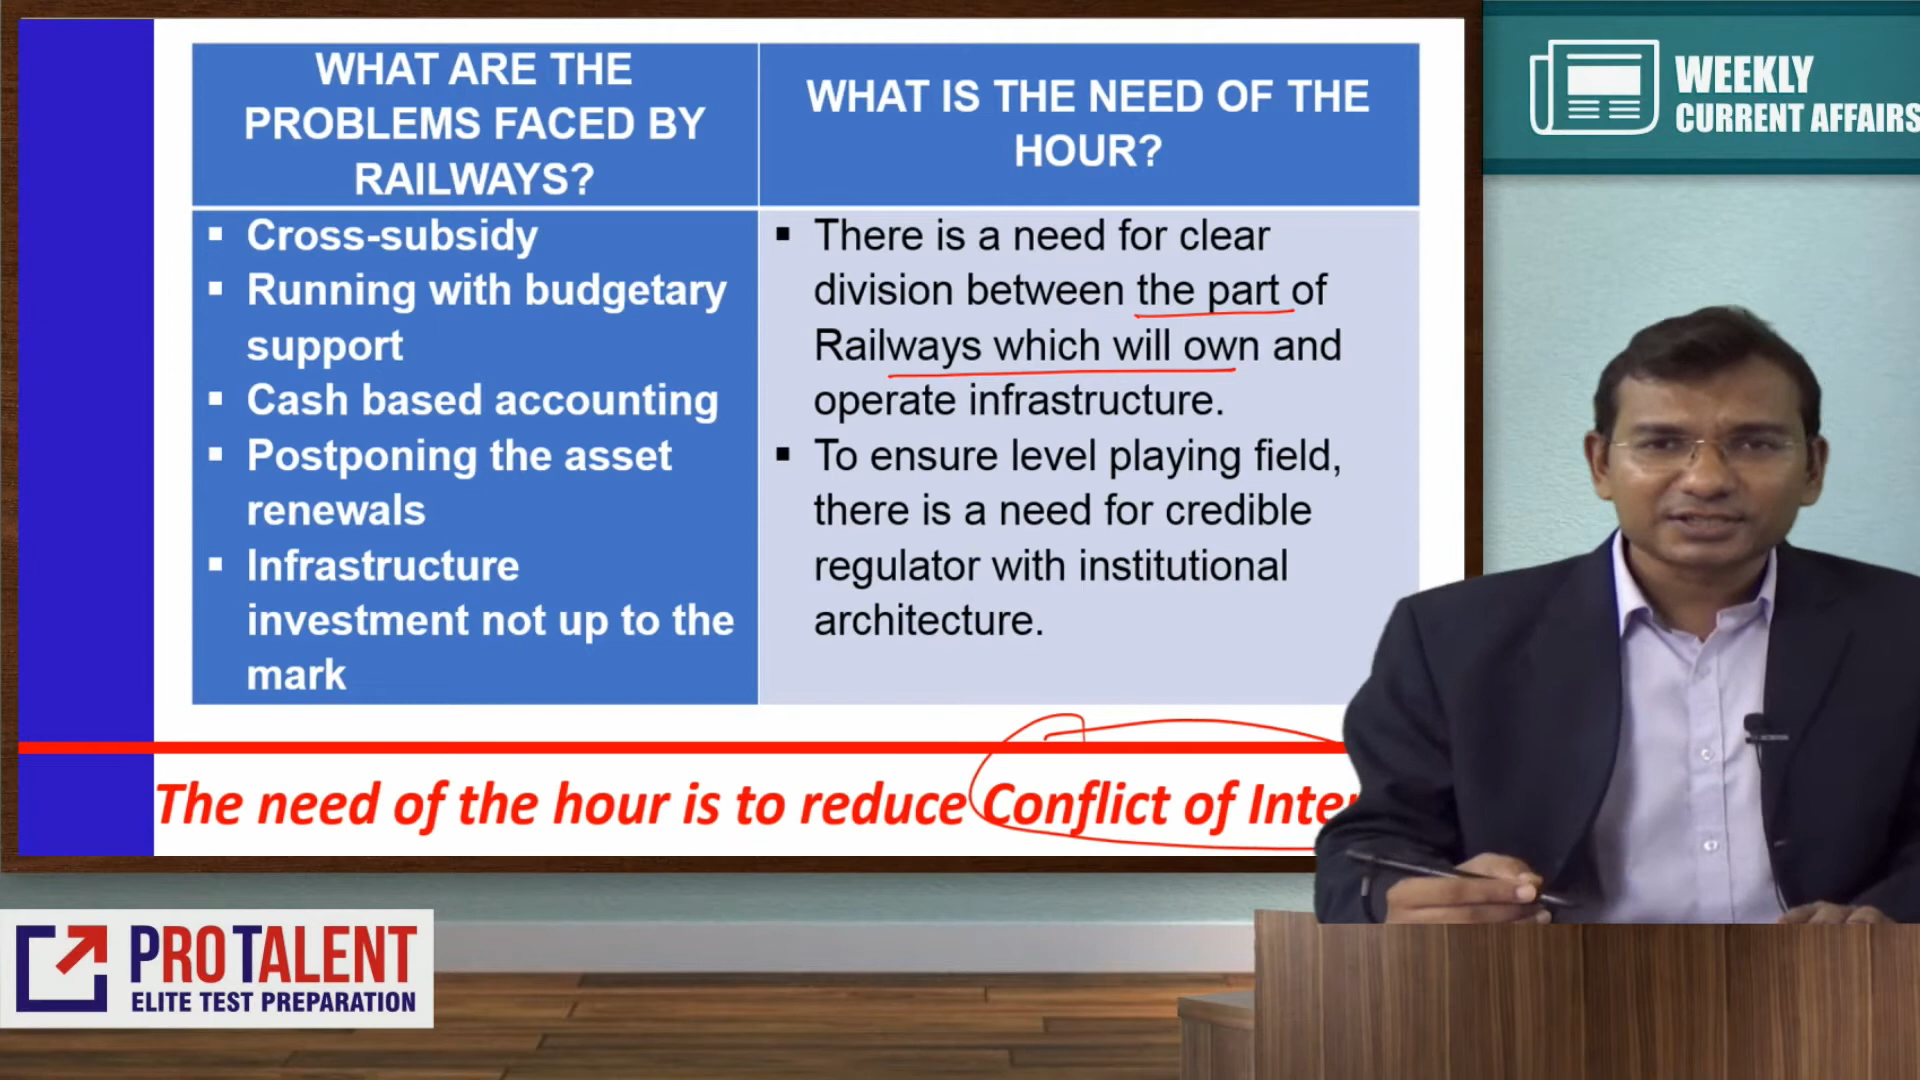 WHAT ARE THE
PROBLEMS FACED BY
RAILWAYS?
WHAT IS THE NEED OF THE
HOUR?
▪ Cross-subsidy
▪ Running with budgetary
support
▪ Cash based accounting
▪ Postponing the asset
renewals
▪ Infrastructure
investment not up to the
mark
▪ There is a need for clear
division between the part of
Railways which will own and
operate infrastructure.
▪ To ensure level playing field,
there is a need for credible
regulator with institutional
architecture.
The need of the hour is to reduce Conflict of
WEEKLY
CURRENT AFFAIRS
PROTALENT
ELITE TEST PREPARATION